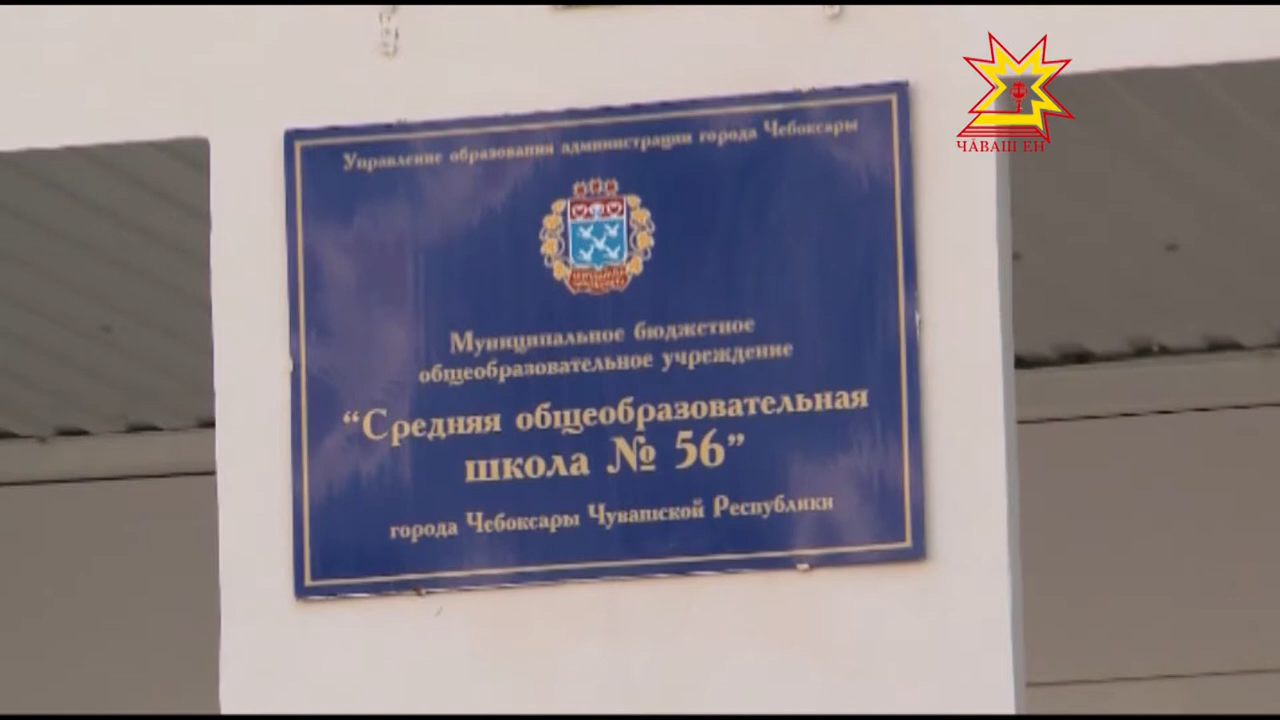 ЧӐВАШ ЕН
Управление образования администрации города Чебоксары
Муниципальное бюджетное
общеобразовательное учреждение
“Средняя общеобразовательная
школа № 56”
города Чебоксары Чувашской Республики